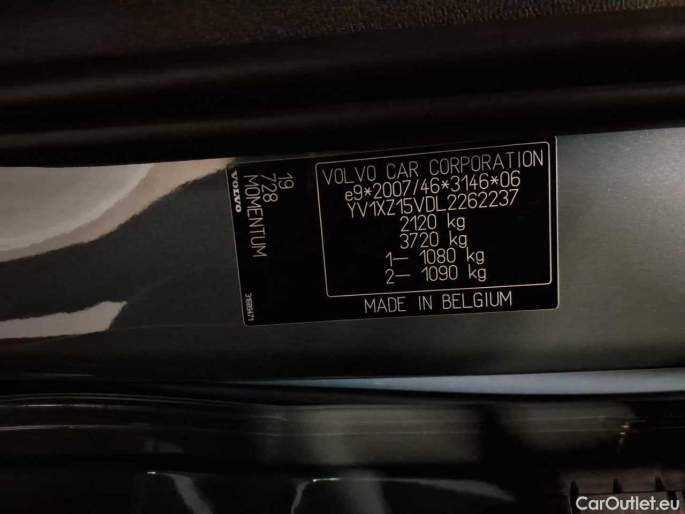 VOLVO CAR CORPORATION
e9*2007/46*3146*06
YV1XZ15VDL2262237
2120 kg
3720 kg
1— 1080 kg
2— 1090 kg
MADE IN BELGIUM
19
728
MOMENTUM
VOLVO
CarOutlet.eu